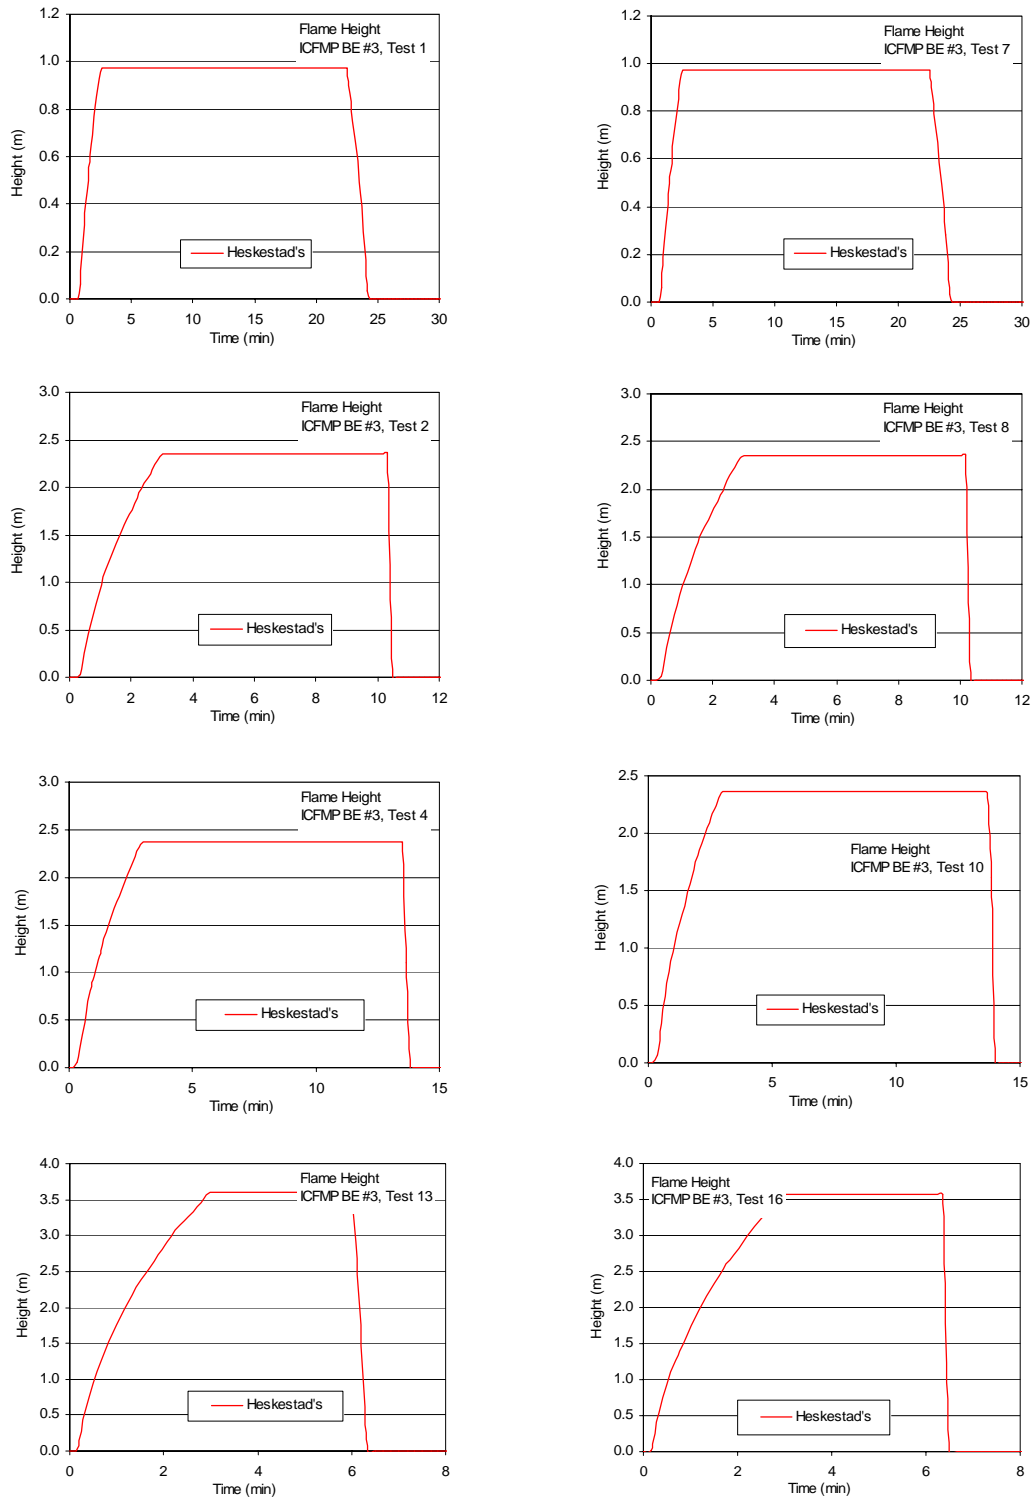 Flame Height
ICFMP BE #3, Test 1
Height (m)
1.2
1.0
0.8
0.6
0.4
0.2
0.0
Heskestad's
0 5 10 15 20 25 30
Time (min)
Flame Height
ICFMP BE #3, Test 7
Height (m)
1.2
1.0
0.8
0.6
0.4
0.2
0.0
Heskestad's
0 5 10 15 20 25 30
Time (min)
Flame Height
ICFMP BE #3, Test 2
Height (m)
3.0
2.5
2.0
1.5
1.0
0.5
0.0
Heskestad's
0 2 4 6 8 10 12
Time (min)
Flame Height
ICFMP BE #3, Test 8
Height (m)
3.0
2.5
2.0
1.5
1.0
0.5
0.0
Heskestad's
0 2 4 6 8 10 12
Time (min)
Flame Height
ICFMP BE #3, Test 4
Height (m)
3.0
2.5
2.0
1.5
1.0
0.5
0.0
Heskestad's
0 5 10 15
Time (min)
Flame Height
ICFMP BE #3, Test 10
Height (m)
2.5
2.0
1.5
1.0
0.5
0.0
Heskestad's
0 5 10 15
Time (min)
Flame Height
ICFMP BE #3, Test 13
Height (m)
4.0
3.5
3.0
2.5
2.0
1.5
1.0
0.5
0.0
Heskestad's
0 2 4 6 8
Time (min)
Flame Height
ICFMP BE #3, Test 16
Height (m)
4.0
3.5
3.0
2.5
2.0
1.5
1.0
0.5
0.0
Heskestad's
0 2 4 6 8
Time (min)